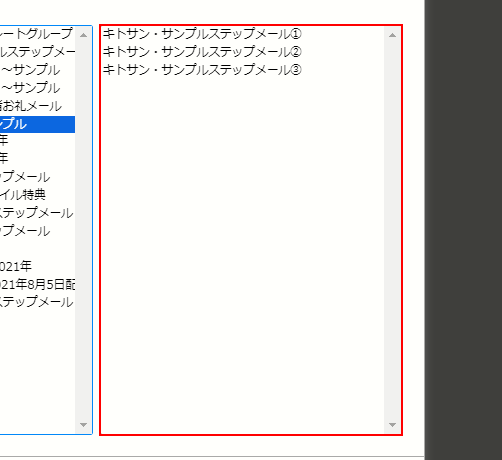 レートグループ
ルステップメー
～サンプル
～サンプル
お礼メール
ンプル
年
年
ップメール
イル特典
ステップメール
ップメール
021年
021年8月5日配
ステップメール
キトサン・サンプルステップメール①
キトサン・サンプルステップメール②
キトサン・サンプルステップメール③